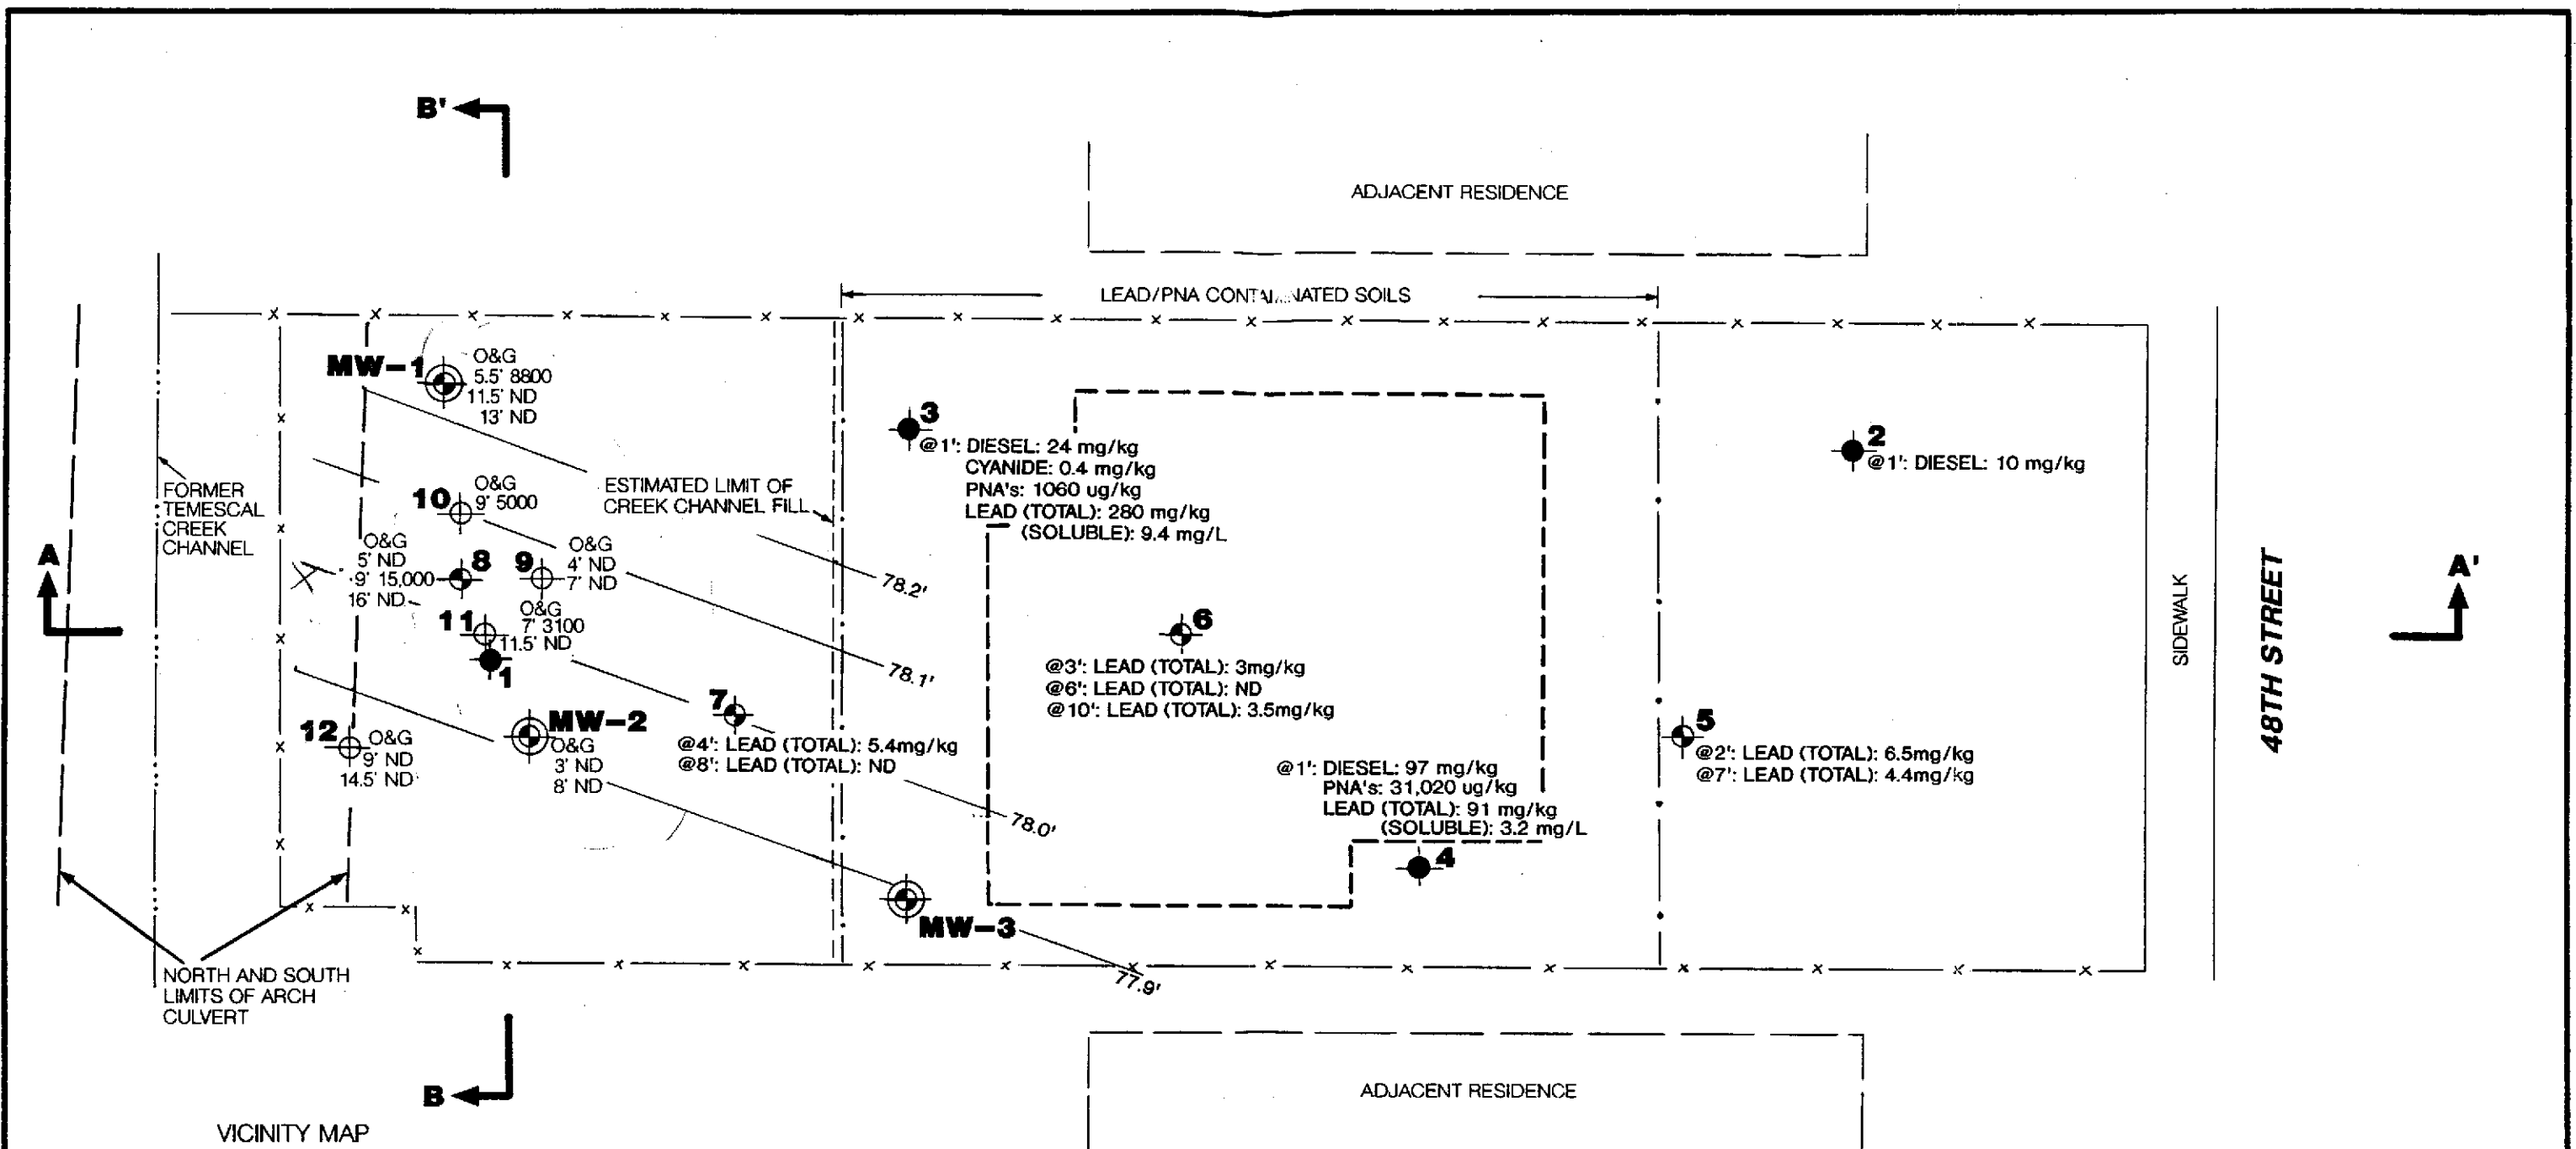 B'
ADJACENT RESIDENCE
LEAD/PNA CONTAMINATED SOILS
MW-1
O&G
5.5' 8800
11.5' ND
13' ND
3
@1': DIESEL: 24 mg/kg
CYANIDE: 0.4 mg/kg
PNA's: 1060 ug/kg
LEAD (TOTAL): 280 mg/kg
(SOLUBLE): 9.4 mg/L
2
@1': DIESEL: 10 mg/kg
FORMER
TEMESCAL
CREEK
CHANNEL
10
O&G
9' 5000
ESTIMATED LIMIT OF
CREEK CHANNEL FILL
A
O&G
5' ND
9' 15,000
16' ND
8
9
O&G
4' ND
7' ND
78.2'
11
O&G
7' 3100
11.5' ND
1
78.1'
6
@3': LEAD (TOTAL): 3mg/kg
@6': LEAD (TOTAL): ND
@10': LEAD (TOTAL): 3.5mg/kg
SIDEWALK
48TH STREET
A'
7
@4': LEAD (TOTAL): 5.4mg/kg
@8': LEAD (TOTAL): ND
MW-2
O&G
3' ND
8' ND
12
O&G
9' ND
14.5' ND
5
@2': LEAD (TOTAL): 6.5mg/kg
@7': LEAD (TOTAL): 4.4mg/kg
@1': DIESEL: 97 mg/kg
PNA's: 31,020 ug/kg
LEAD (TOTAL): 91 mg/kg
(SOLUBLE): 3.2 mg/L
4
78.0'
MW-3
77.9'
NORTH AND SOUTH
LIMITS OF ARCH
CULVERT
B
ADJACENT RESIDENCE
VICINITY MAP